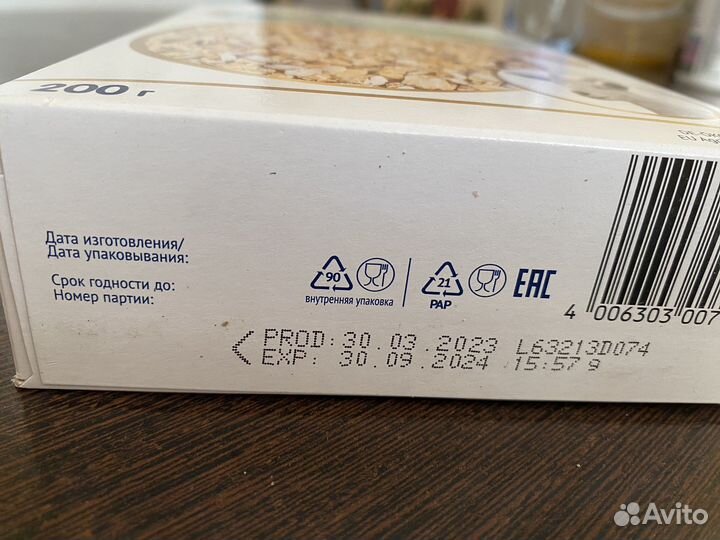 200 г
Дата изготовления/
Дата упаковывания:
Срок годности до:
Номер партии:
90
внутренняя упаковка
21
PAP
EAC
4 006303 007
PROD: 30.03.2023 L63213D074
EXP: 30.09.2024 15:57 g
Avito